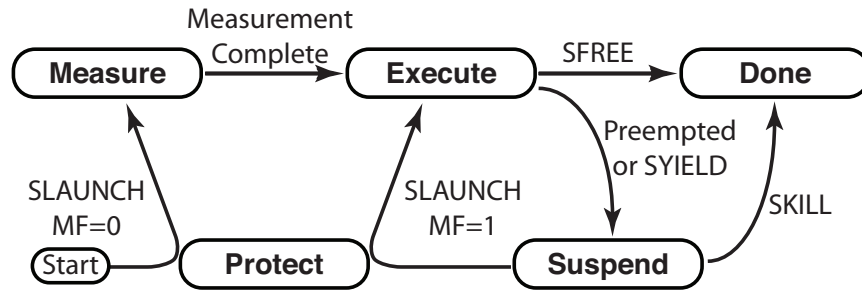 Measurement
Complete
Measure
Execute
SFREE
Done
Preempted
or SYIELD
SLAUNCH
MF=0
SLAUNCH
MF=1
SKILL
Start
Protect
Suspend